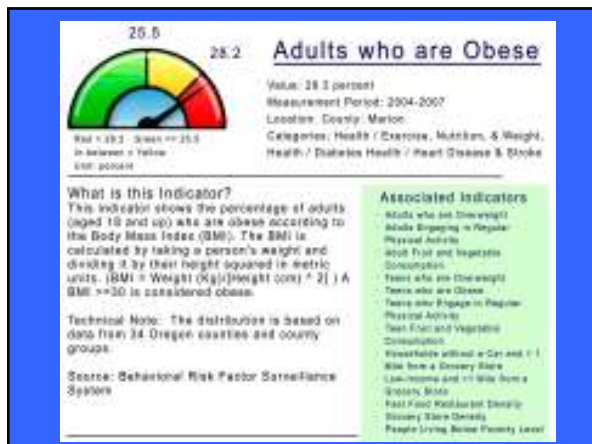 25.5
28.2
Adults who are Obese
Value: 28.3 percent
Measurement Period: 2004-2007
Location: County: Marion
Categories: Health / Exercise, Nutrition, & Weight,
Health / Diabetes Health / Heart Disease & Stroke
In between = Yellow
Unit: percent
What is this Indicator?
This indicator shows the percentage of adults
(aged 18 and up) who are obese according to
the Body Mass Index (BMI). The BMI is
calculated by taking a person's weight and
dividing it by their height squared in metric
units. (BMI = Weight (Kg)/[Height (cm) ^ 2] ) A
BMI >=30 is considered obese.
Technical Note: The distribution is based on
data from 34 Oregon counties and county
groups.
Source: Behavioral Risk Factor Surveillance
System
Associated Indicators
Adults who are Overweight
Adults Engaging in Regular
Physical Activity
Adult Fruit and Vegetable
Consumption
Teens who are Overweight
Teens who are Obese
Teens who Engage in Regular
Physical Activity
Teen Fruit and Vegetable
Consumption
Households without a Car and > 1
Mile from a Grocery Store
Low-Income and >1 Mile from a
Grocery Store
Fast Food Restaurant Density
Grocery Store Density
People Living Below Poverty Level